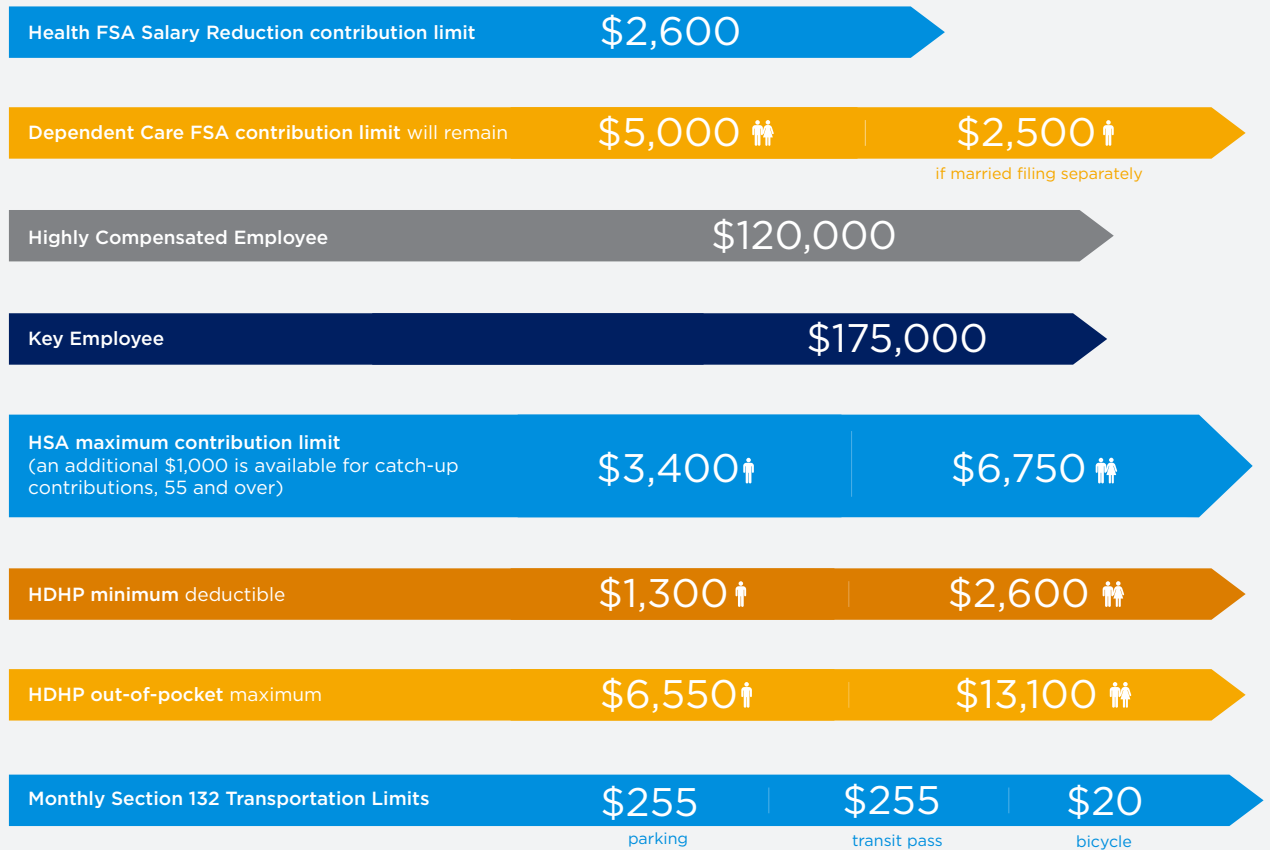 Health FSA Salary Reduction contribution limit $2,600
Dependent Care FSA contribution limit will remain $5,000 $2,500
if married filing separately
Highly Compensated Employee $120,000
Key Employee $175,000
HSA maximum contribution limit
(an additional $1,000 is available for catch-up
contributions, 55 and over)
$3,400 $6,750
HDHP minimum deductible $1,300 $2,600
HDHP out-of-pocket maximum $6,550 $13,100
Monthly Section 132 Transportation Limits $255 $255 $20
parking transit pass bicycle